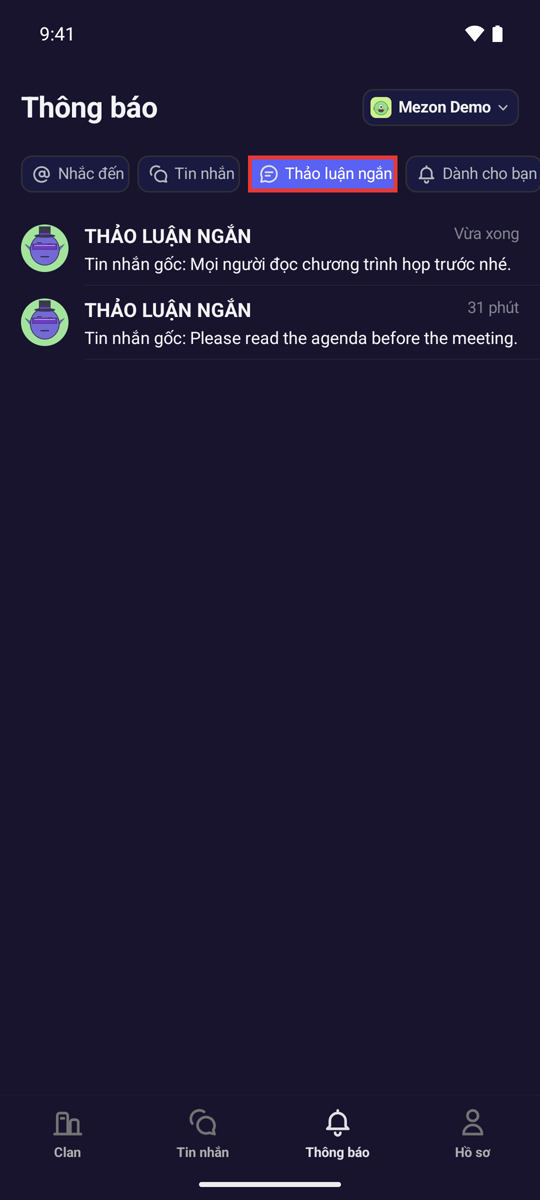 9:41
Thông báo
Mezon Demo
Nhắc đến
Tin nhắn
Thảo luận ngắn
Dành cho bạn
THẢO LUẬN NGẮN
Vừa xong
Tin nhắn gốc: Mọi người đọc chương trình họp trước nhé.
THẢO LUẬN NGẮN
31 phút
Tin nhắn gốc: Please read the agenda before the meeting.
Clan
Tin nhắn
Thông báo
Hồ sơ